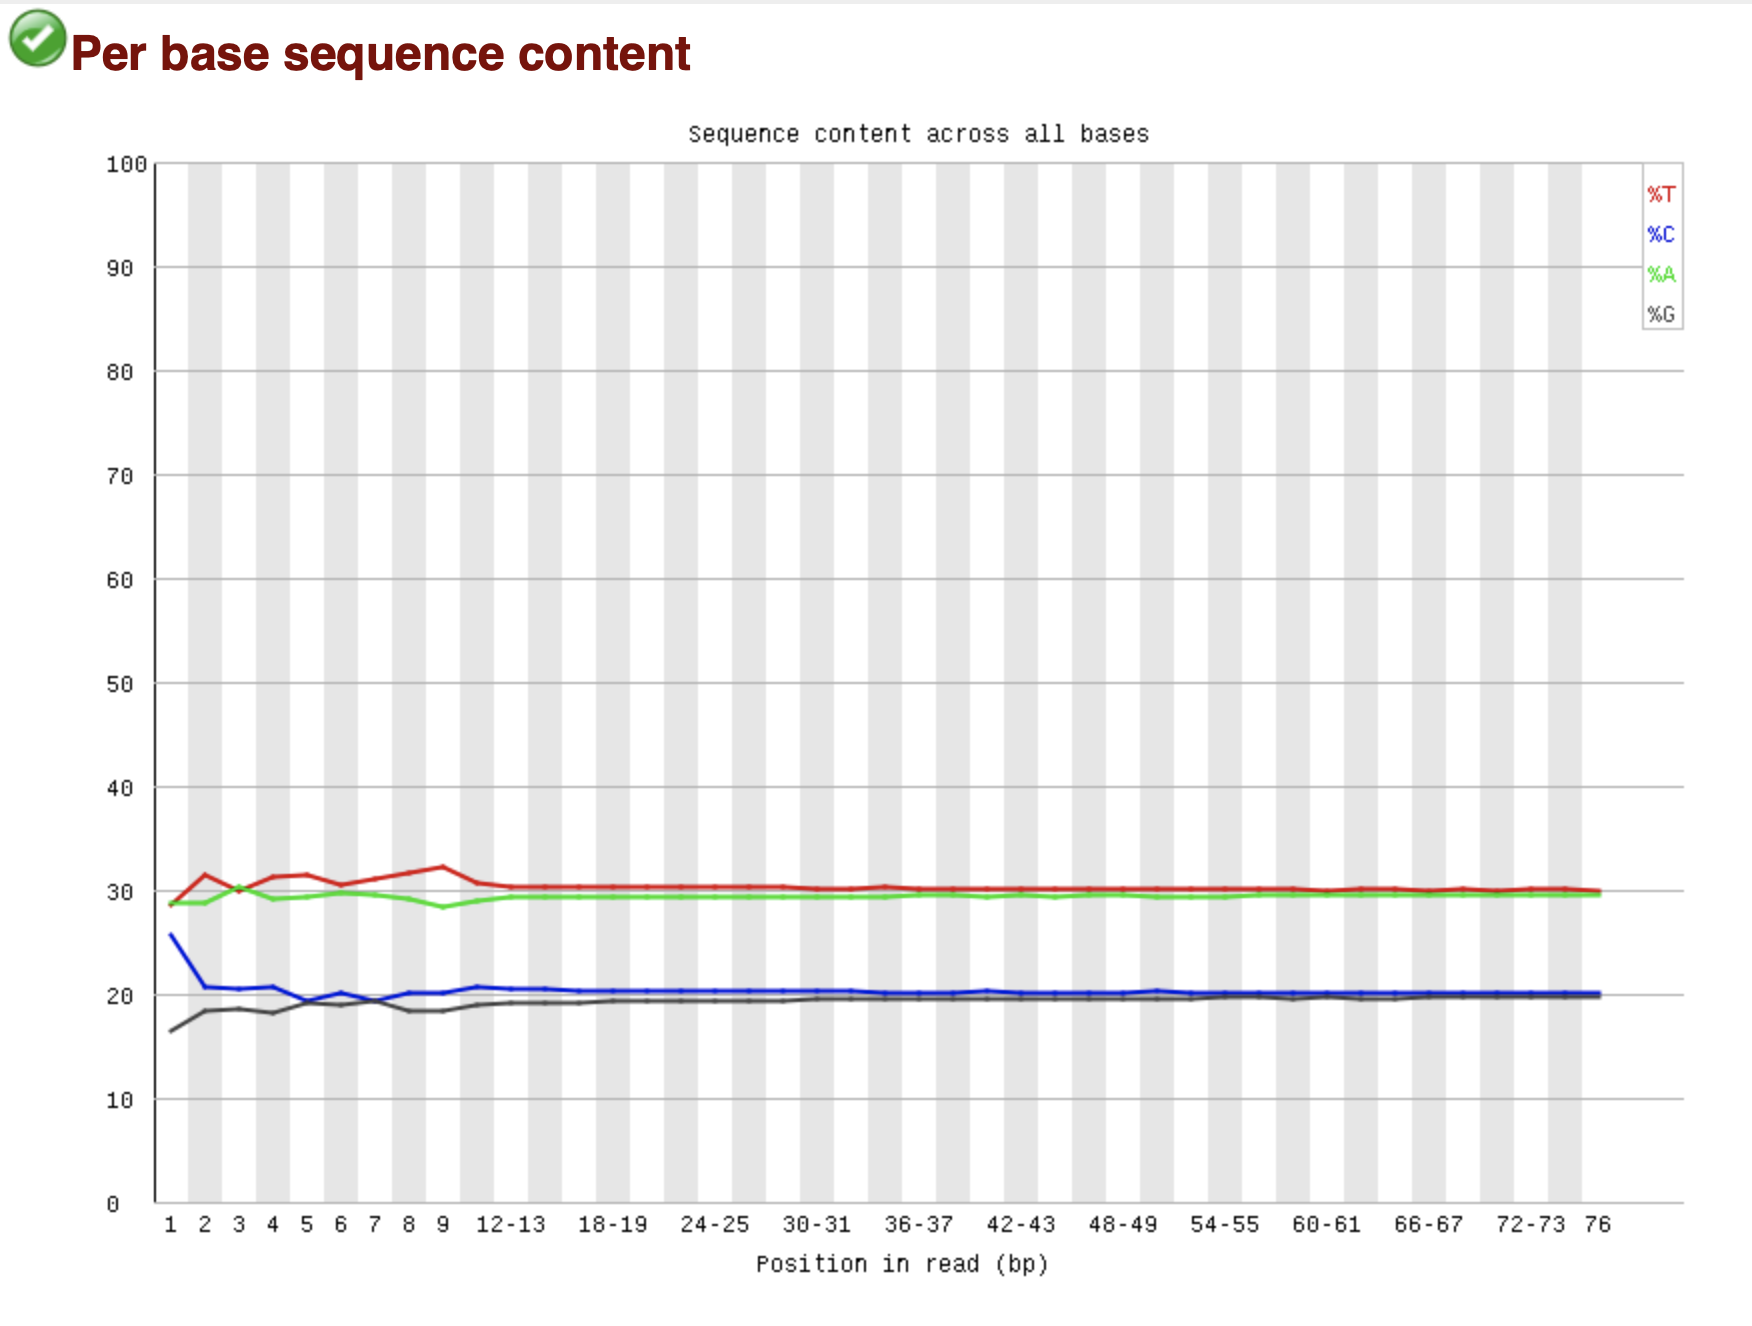 Per base sequence content
Sequence content across all bases
100
90
80
70
60
50
40
30
20
10
0
%T
%C
%A
%G
1 2 3 4 5 6 7 8 9 12-13 18-19 24-25 30-31 36-37 42-43 48-49 54-55 60-61 66-67 72-73 76
Position in read (bp)